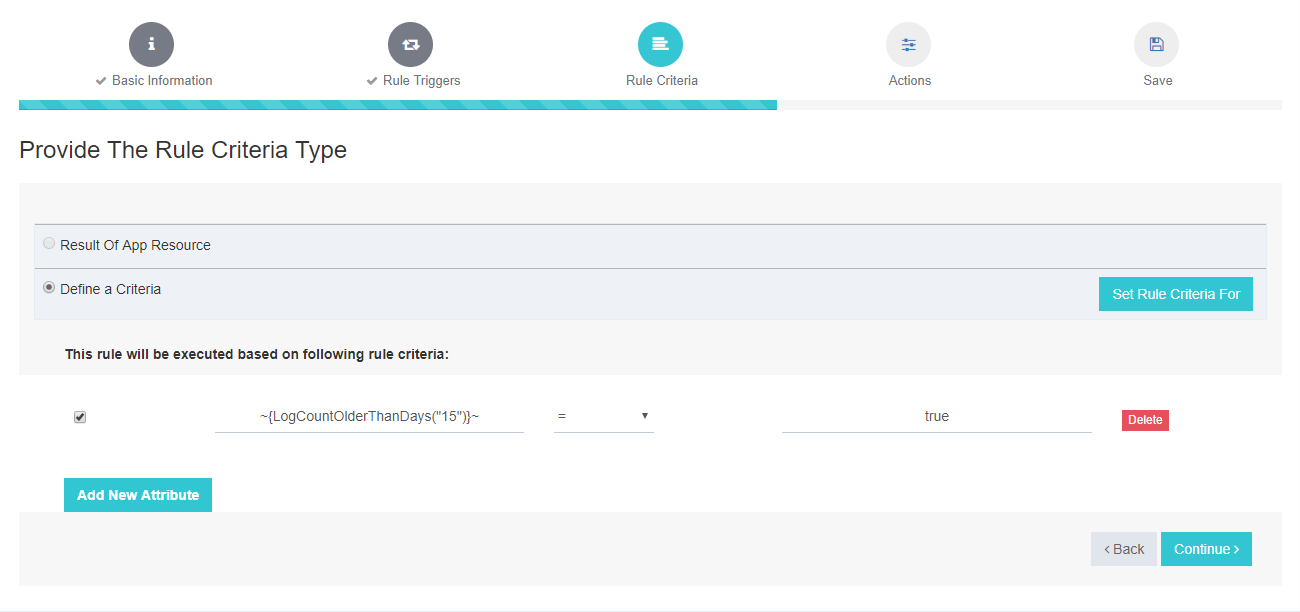 Basic Information
Rule Triggers
Rule Criteria
Actions
Save
Provide The Rule Criteria Type
Result Of App Resource
Define a Criteria
Set Rule Criteria For
This rule will be executed based on following rule criteria:
~{LogCountOlderThanDays("15")}~
=
true
Delete
Add New Attribute
Back
Continue